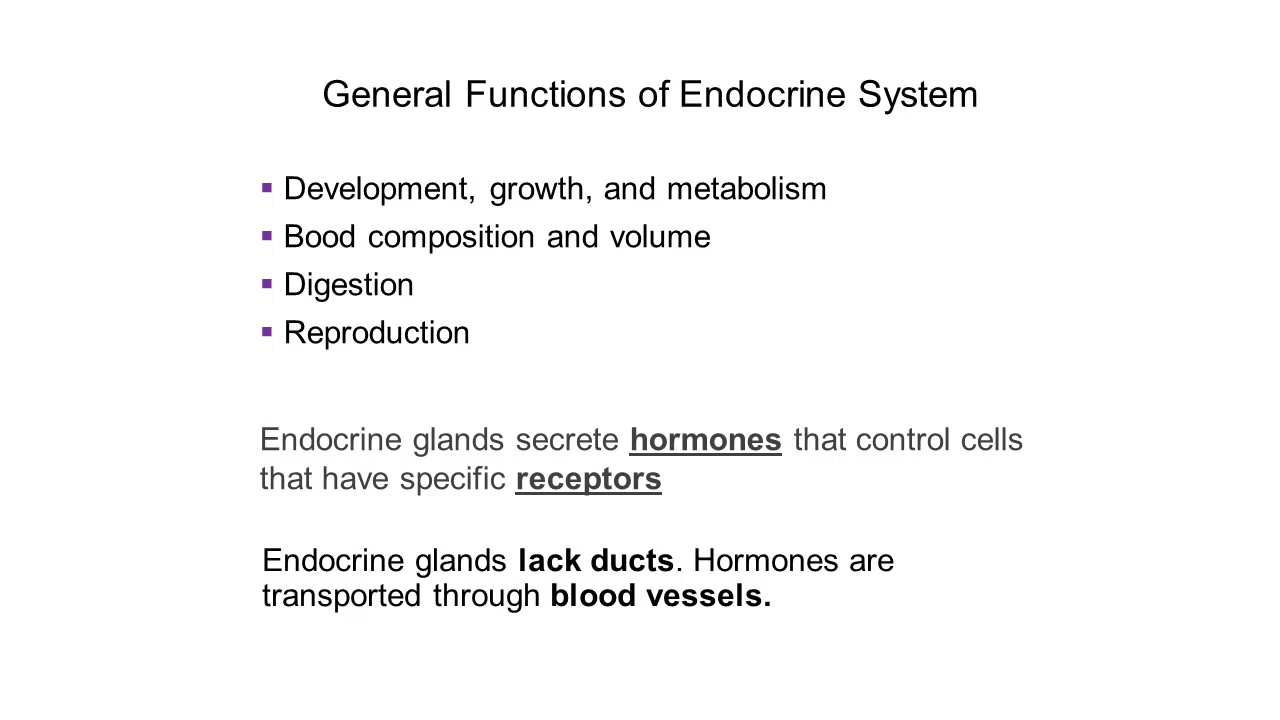 General Functions of Endocrine System
▪ Development, growth, and metabolism
▪ Bood composition and volume
▪ Digestion
▪ Reproduction
Endocrine glands secrete hormones that control cells
that have specific receptors
Endocrine glands lack ducts. Hormones are
transported through blood vessels.